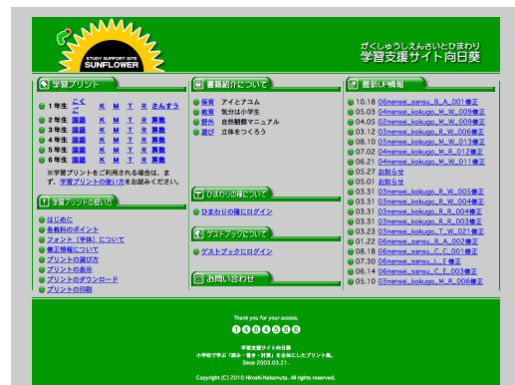 STUDY SUPPORT SITE
SUNFLOWER
がくしゅうしえんさいとひまわり
学習支援サイト向日葵
学習プリント
1年生 こくご K M T R さんすう
2年生 国語 K M T R 算数
3年生 国語 K M T R 算数
4年生 国語 K M T R 算数
5年生 国語 K M T R 算数
6年生 国語 K M T R 算数
※学習プリントをご利用される場合は、ま
ず、学習プリントの使い方をお読みください。
学習プリントの使い方
はじめに
各教科のポイント
フォント（字体）について
修正情報について
プリントの選び方
プリントの表示
プリントのダウンロード
プリントの印刷
書籍紹介について
保育 アイとアコム
教育 気分は小学生
野外 自然観察マニュアル
遊び 立体をつくろう
ひまわりの種について
ひまわりの種にログイン
ゲストブックについて
ゲストブックにログイン
お問い合わせ
最新UP情報
10.18 06nensei_sansu_B_A_001修正
05.03 04nensei_kokugo_M_W_009修正
04.05 02nensei_kokugo_M_W_009修正
03.12 03nensei_kokugo_R_W_006修正
08.10 05nensei_kokugo_M_W_013修正
07.02 04nensei_kokugo_M_R_012修正
06.21 04nensei_kokugo_M_W_011修正
05.27 お知らせ
05.01 お知らせ
03.31 03nensei_kokugo_R_W_005修正
03.31 03nensei_kokugo_R_W_004修正
03.31 03nensei_kokugo_R_R_004修正
03.31 03nensei_kokugo_R_R_003修正
03.23 03nensei_kokugo_T_W_021修正
01.22 06nensei_sansu_B_A_002修正
08.18 06nensei_sansu_C_C_001修正
07.30 06nensei_sansu_L_E修正
06.14 06nensei_sansu_C_E_003修正
05.10 03nensei_kokugo_M_R_006修正
Thank you for your access.
学習支援サイト向日葵
小学校で学ぶ「読み・書き・計算」を主体にしたプリント集。
Since 2003.03.21.
Copyright (C) 2010 Hiroshi Nakamuta. All rights reserved.